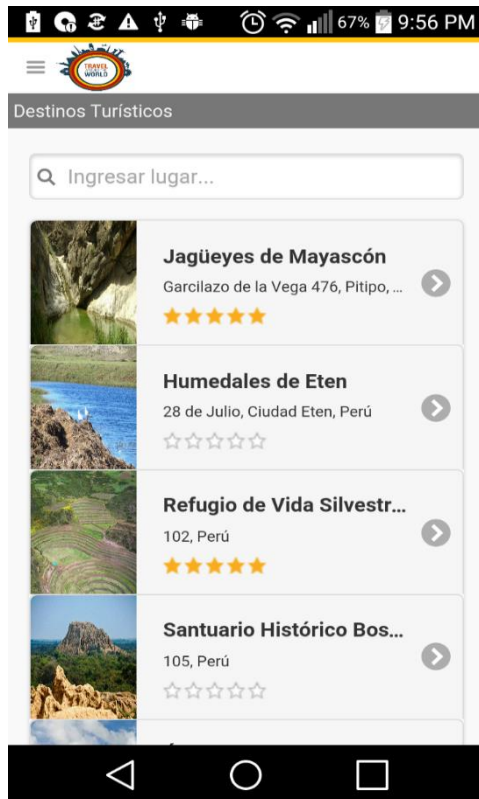 67% 9:56 PM
TRAVEL
WORLD
Destinos Turísticos
Ingresar lugar...
Jagüeyes de Mayascón
Garcilazo de la Vega 476, Pitipo, ...
Humedales de Eten
28 de Julio, Ciudad Eten, Perú
Refugio de Vida Silvestr...
102, Perú
Santuario Histórico Bos...
105, Perú